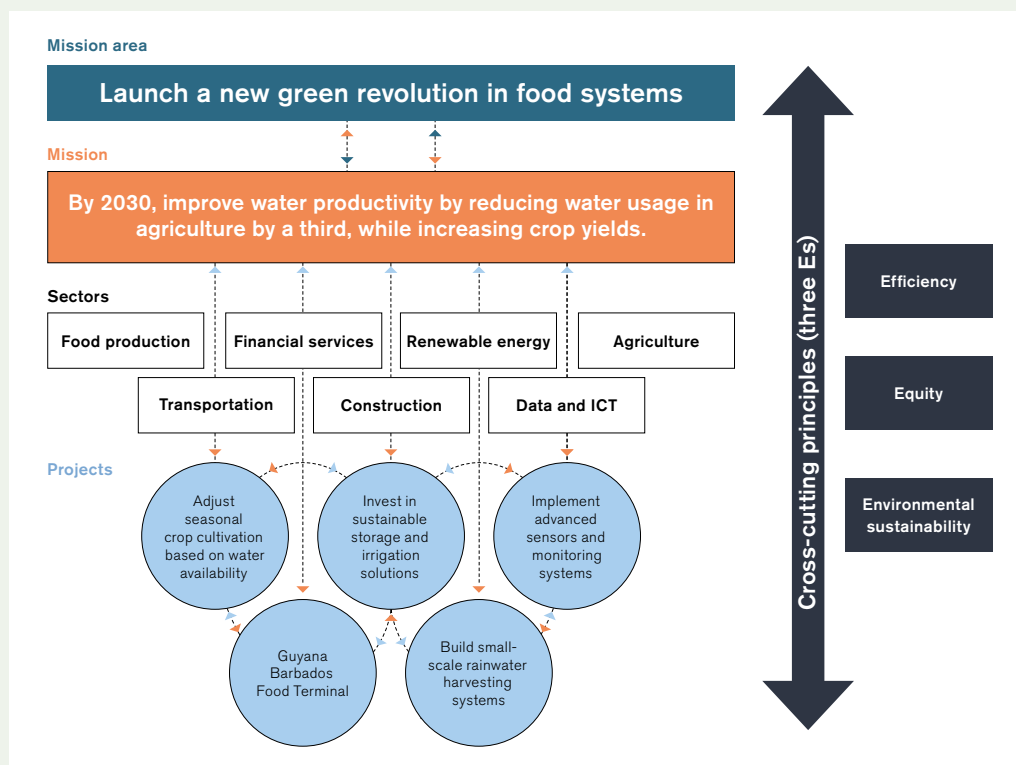 Mission area
Launch a new green revolution in food systems
Mission
By 2030, improve water productivity by reducing water usage in
agriculture by a third, while increasing crop yields.
Sectors
Food production
Financial services
Renewable energy
Agriculture
Transportation
Construction
Data and ICT
Projects
Adjust
seasonal
crop cultivation
based on water
availability
Invest in
sustainable
storage and
irrigation
solutions
Implement
advanced
sensors and
monitoring
systems
Guyana
Barbados
Food Terminal
Build small-
scale rainwater
harvesting
systems
Cross-cutting principles (three Es)
Efficiency
Equity
Environmental
sustainability